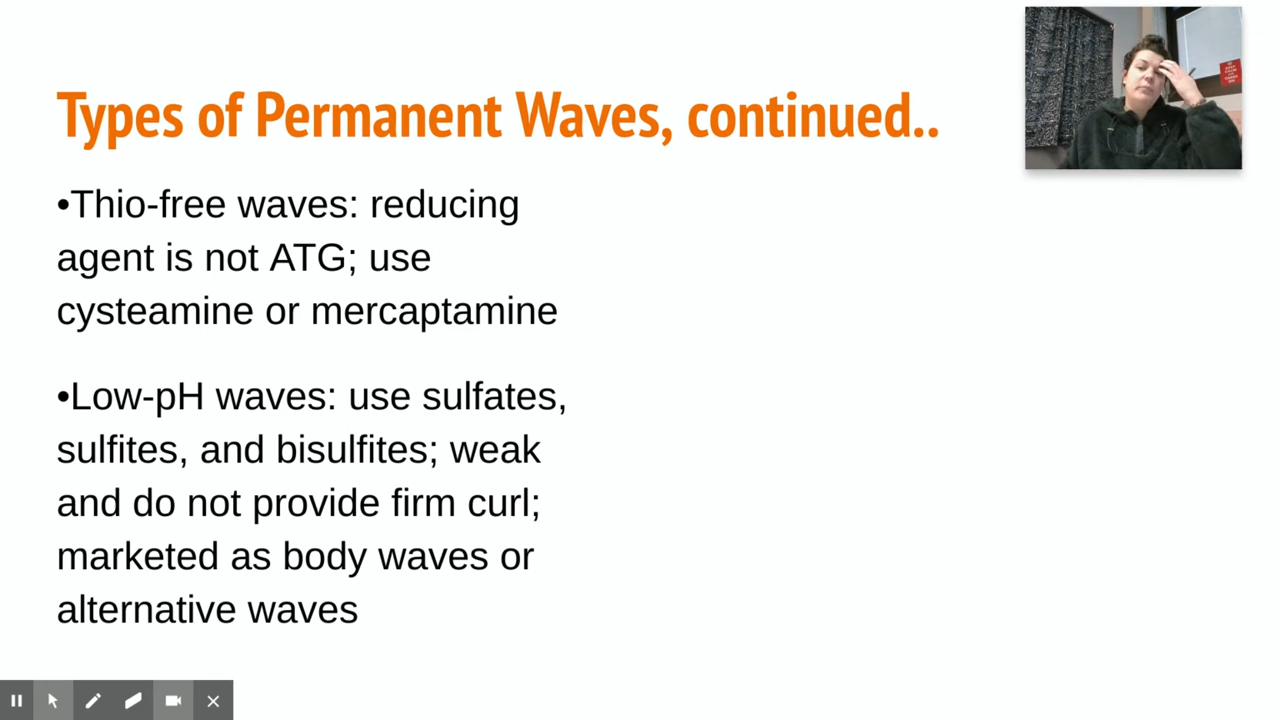 Types of Permanent Waves, continued..
•Thio-free waves: reducing
agent is not ATG; use
cysteamine or mercaptamine
•Low-pH waves: use sulfates,
sulfites, and bisulfites; weak
and do not provide firm curl;
marketed as body waves or
alternative waves